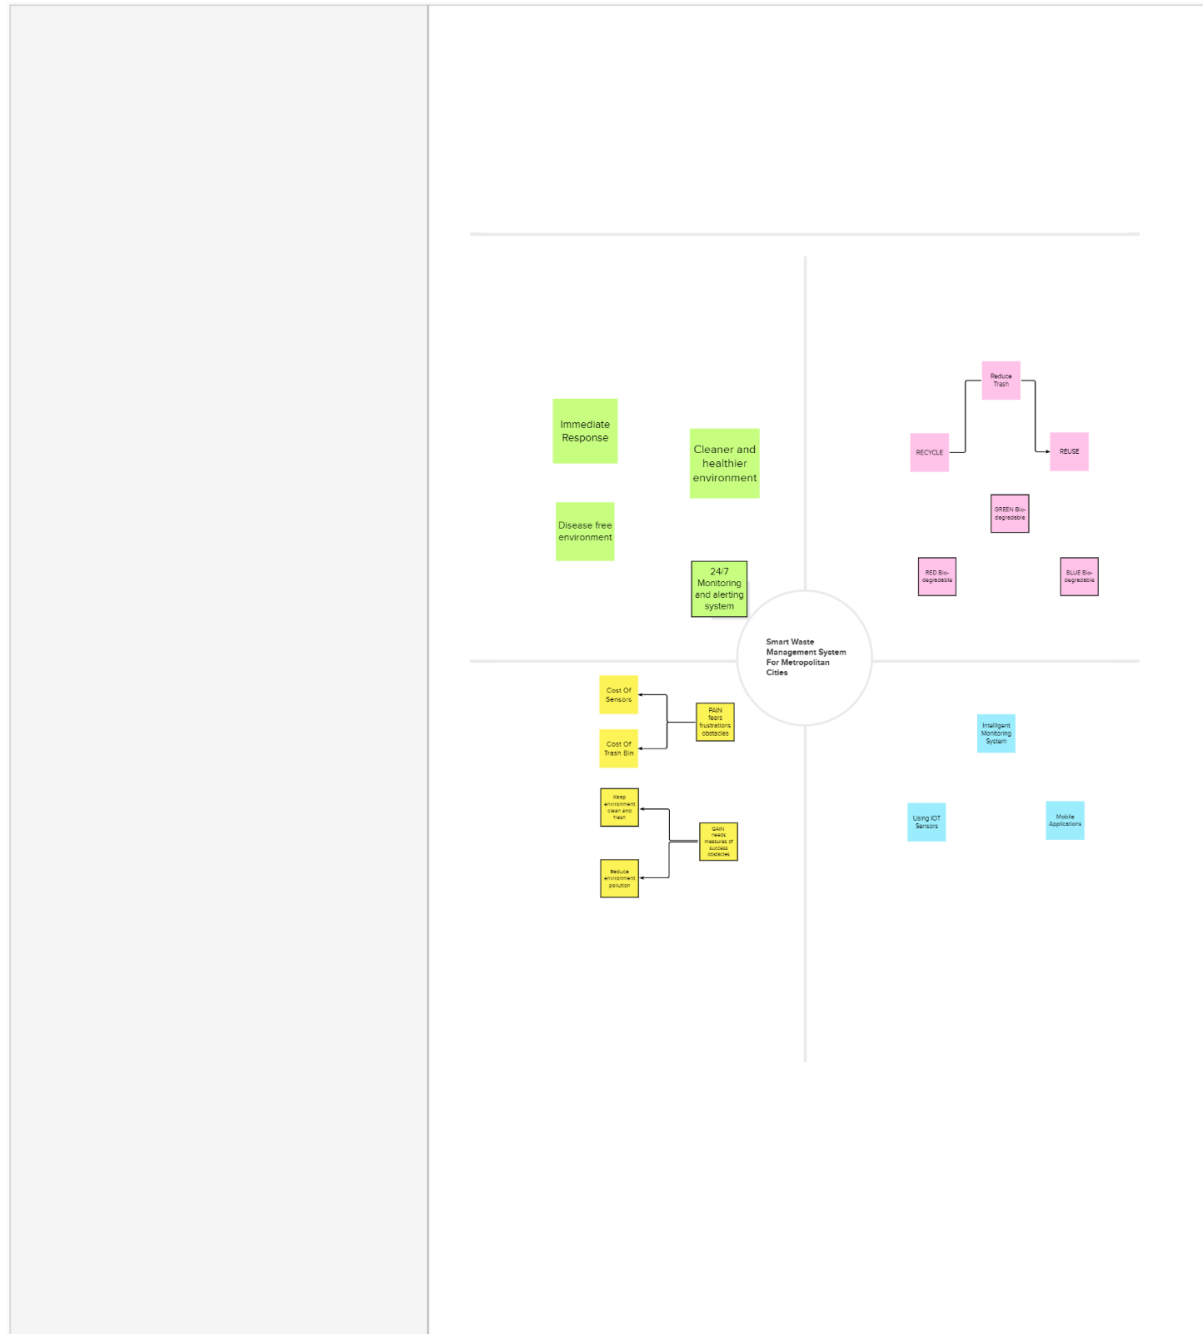 Immediate
Response
Cleaner and
healthier
environment
Disease free
environment
24/7
Monitoring
and alerting
system
Reduce
Trash
RECYCLE
REUSE
GREEN Bio-
degradable
RED Bio-
degradable
BLUE Bio-
degradable
Smart Waste
Management System
For Metropolitan
Cities
Cost Of
Sensors
Cost Of
Trash Bin
PAIN
fears
frustrations
obstacles
Keep
environment
clean and
fresh
Reduce
environment
pollution
GAIN
needs
measures of
success
obstacles
Intelligent
Monitoring
System
Using IOT
Sensors
Mobile
Applications